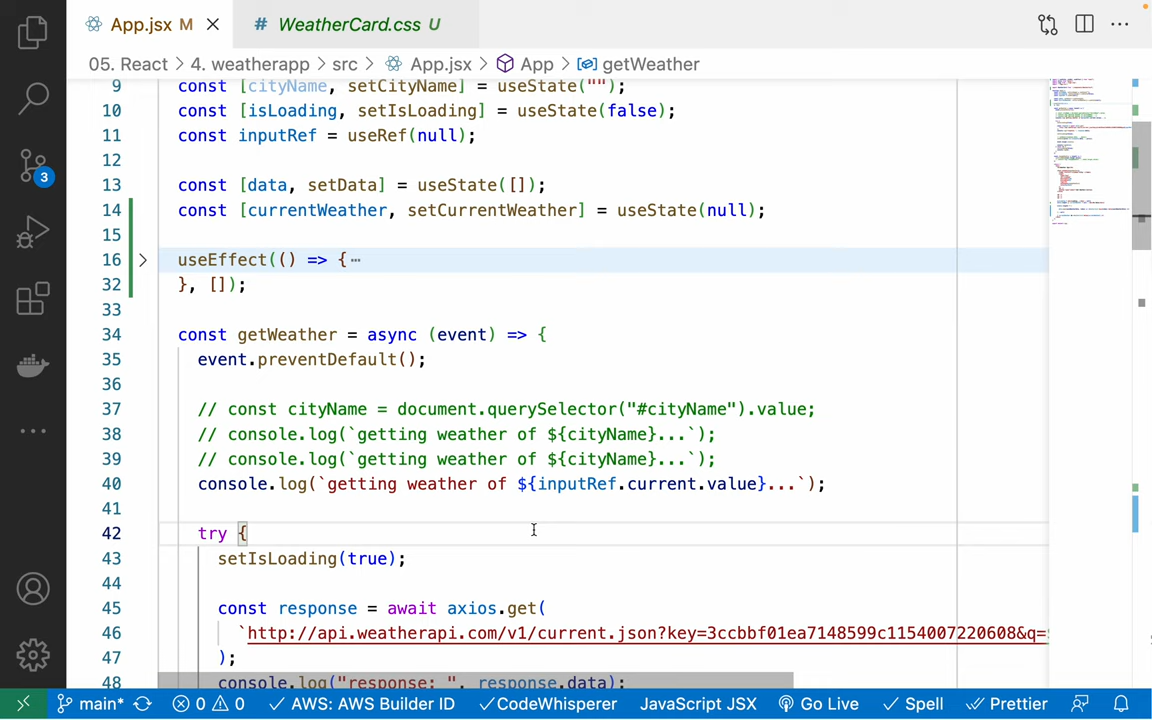 App.jsx M
# WeatherCard.css U
05. React > 4. weatherapp > src > App.jsx > App > getWeather
9 const [cityName, setCityName] = useState("");
10 const [isLoading, setIsLoading] = useState(false);
11 const inputRef = useRef(null);
12
13 const [data, setData] = useState([]);
14 const [currentWeather, setCurrentWeather] = useState(null);
15
16 useEffect(() => {…
32 }, []);
33
34 const getWeather = async (event) => {
35 event.preventDefault();
36
37 // const cityName = document.querySelector("#cityName").value;
38 // console.log(`getting weather of ${cityName}...`);
39 // console.log(`getting weather of ${cityName}...`);
40 console.log(`getting weather of ${inputRef.current.value}...`);
41
42 try {
43 setIsLoading(true);
44
45 const response = await axios.get(
46 `http://api.weatherapi.com/v1/current.json?key=3ccbbf01ea7148599c1154007220608&q=
47 );
48 console.log("response: ", response.data);
3
main* 0 0 AWS: AWS Builder ID CodeWhisperer JavaScript JSX Go Live Spell Prettier